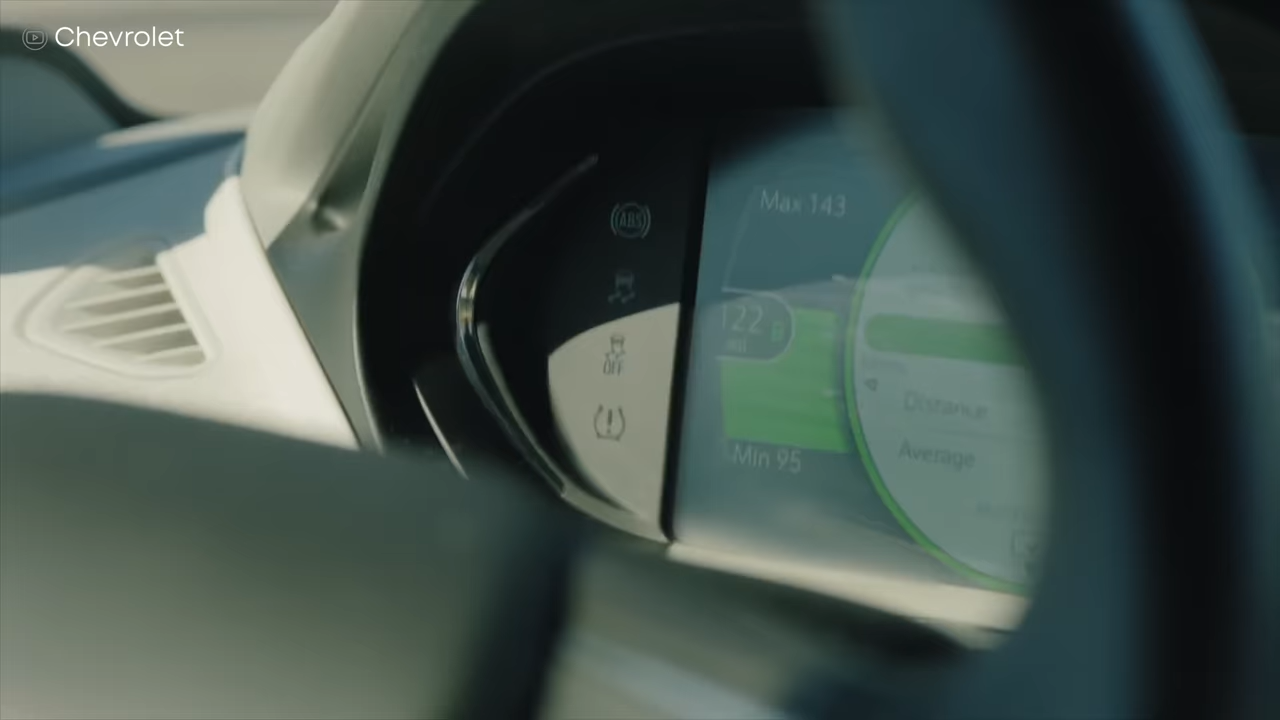 Chevrolet
ABS
Max 143
122
OFF
Distance
Min 95
Average